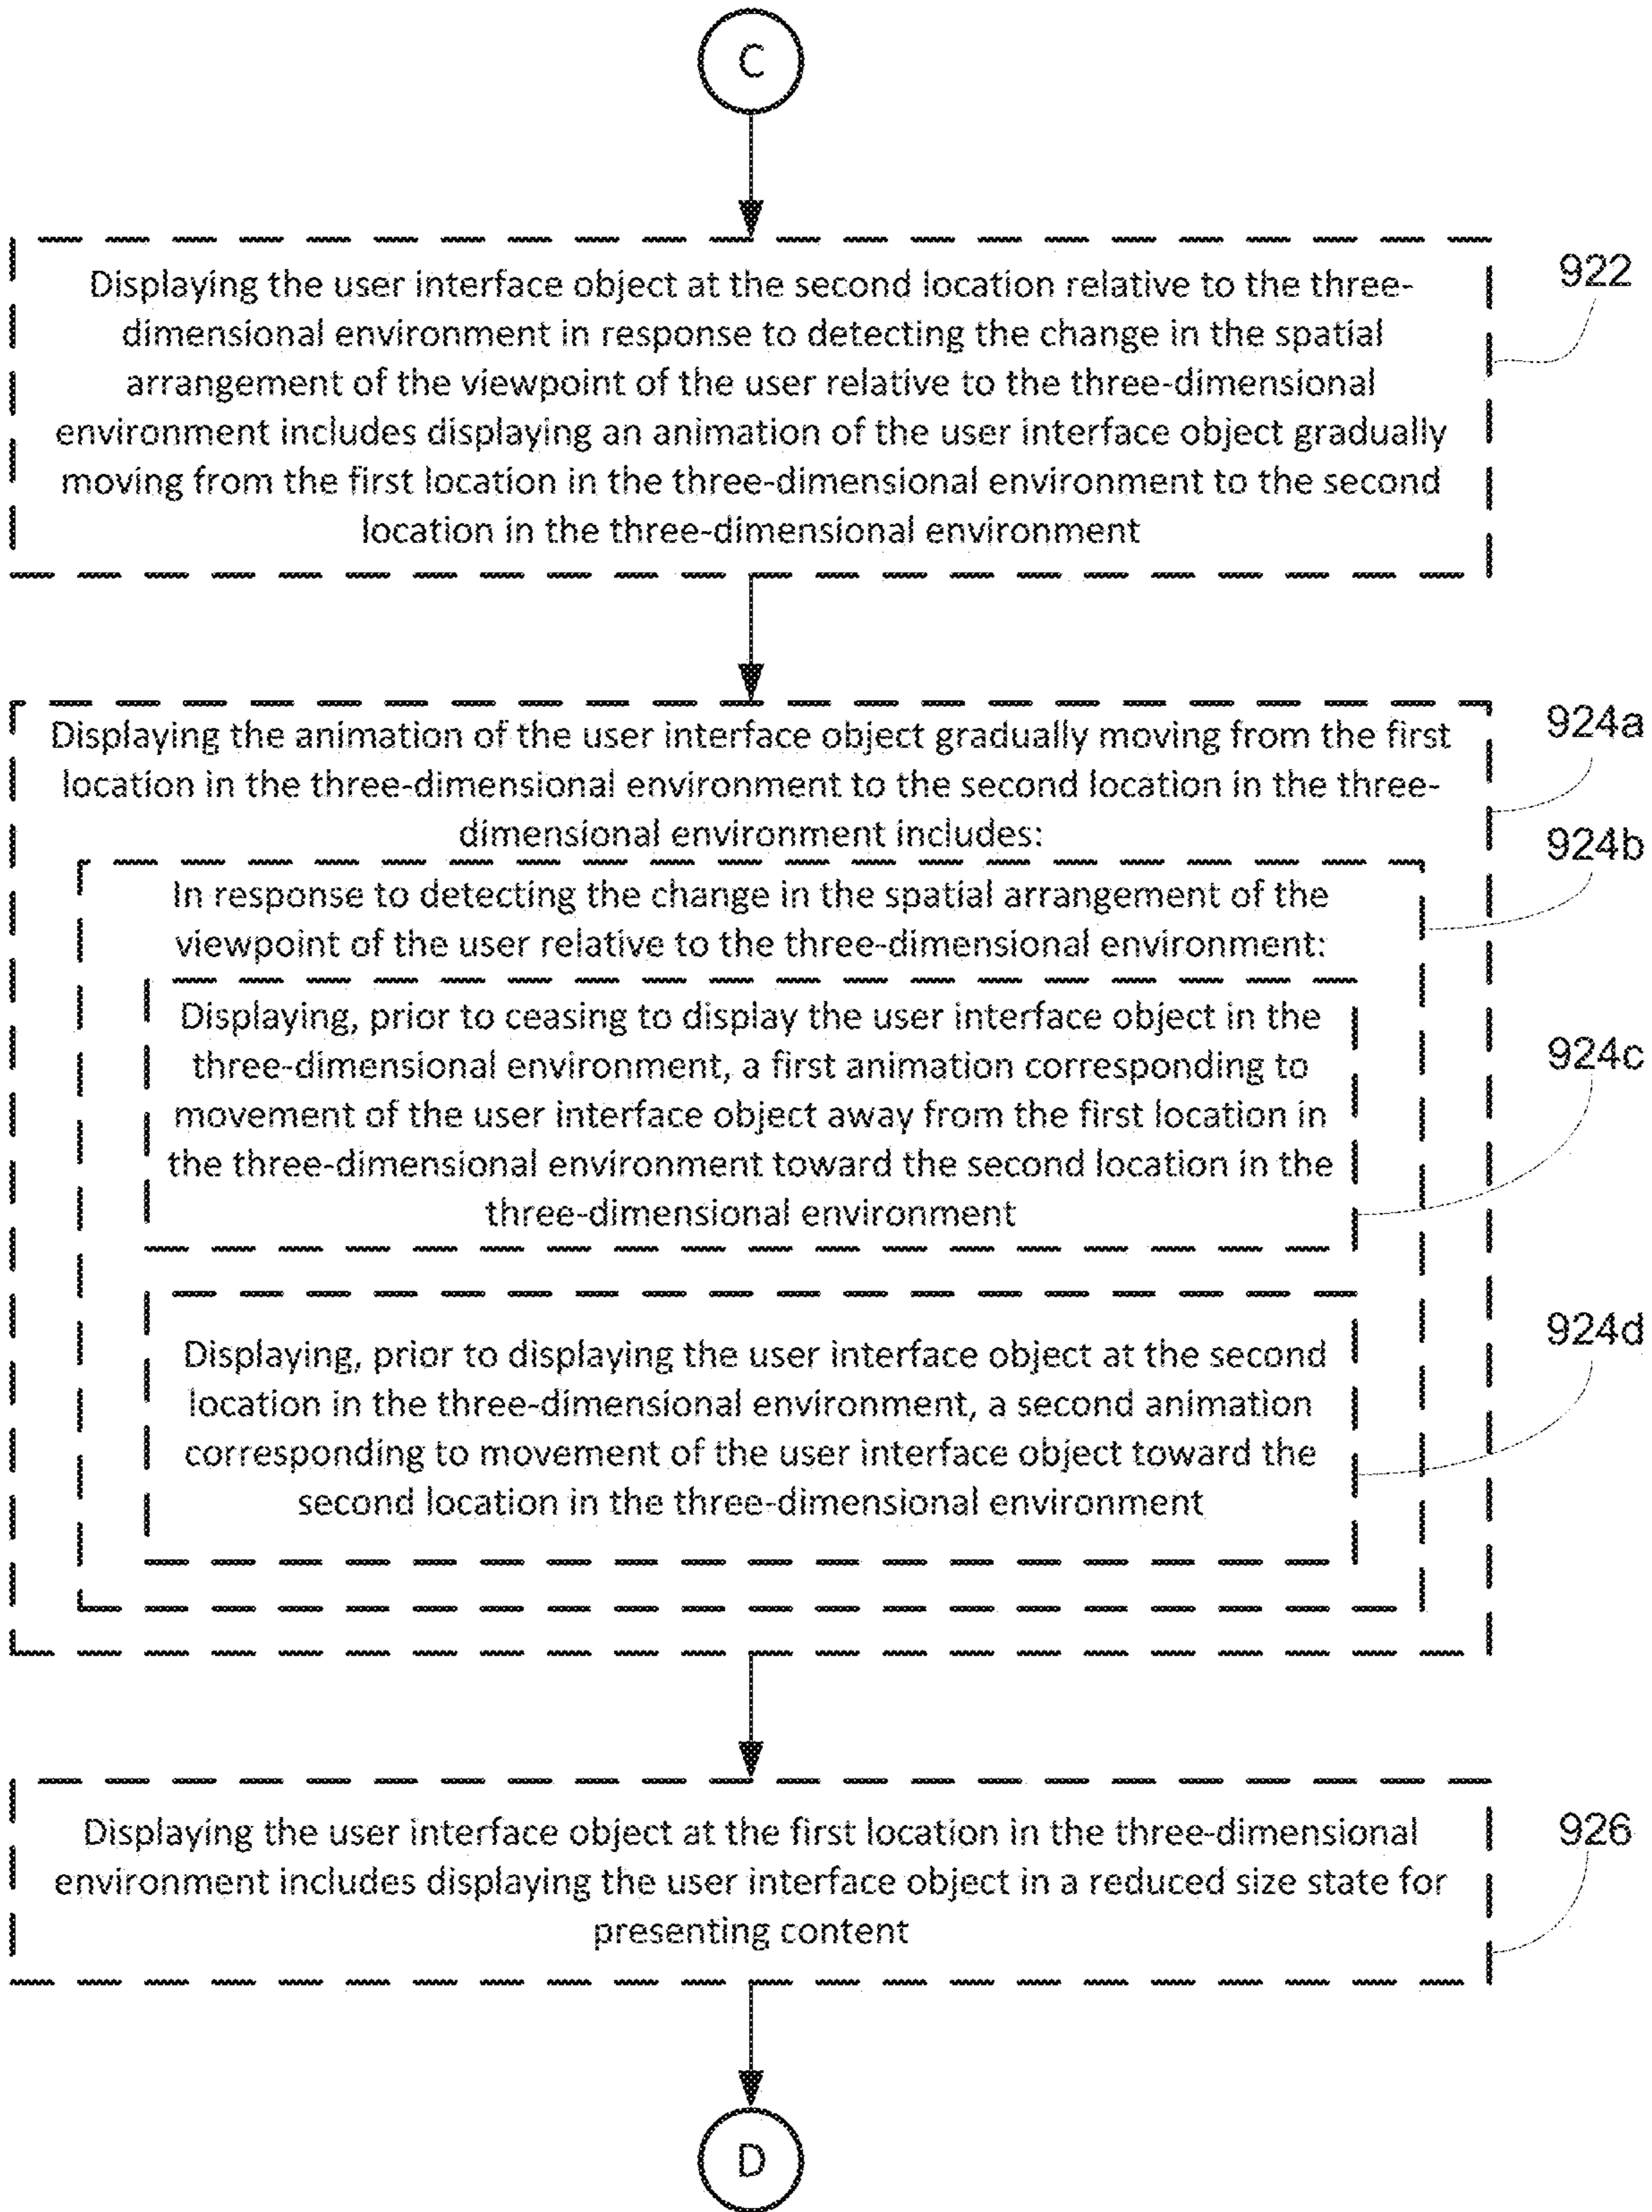 C
Displaying the user interface object at the second location relative to the three-
dimensional environment in response to detecting the change in the spatial
arrangement of the viewpoint of the user relative to the three-dimensional
environment includes displaying an animation of the user interface object gradually
moving from the first location in the three-dimensional environment to the second
location in the three-dimensional environment
922
Displaying the animation of the user interface object gradually moving from the first
location in the three-dimensional environment to the second location in the three-
dimensional environment includes:
924a
In response to detecting the change in the spatial arrangement of the
viewpoint of the user relative to the three-dimensional environment:
924b
Displaying, prior to ceasing to display the user interface object in the
three-dimensional environment, a first animation corresponding to
movement of the user interface object away from the first location in
the three-dimensional environment toward the second location in the
three-dimensional environment
924c
Displaying, prior to displaying the user interface object at the second
location in the three-dimensional environment, a second animation
corresponding to movement of the user interface object toward the
second location in the three-dimensional environment
924d
Displaying the user interface object at the first location in the three-dimensional
environment includes displaying the user interface object in a reduced size state for
presenting content
926
D